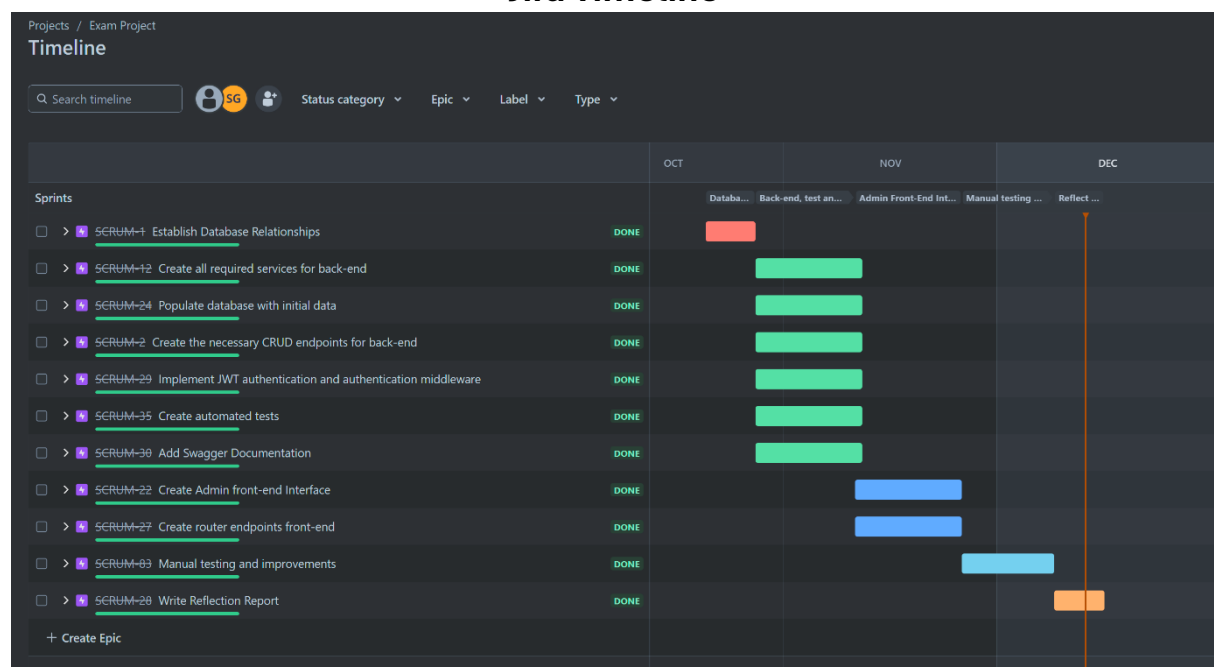 Jira Timeline
Projects / Exam Project
Timeline
Search timeline
SG
Status category
Epic
Label
Type
OCT
NOV
DEC
Sprints
Databa...
Back-end, test an...
Admin Front-End Int...
Manual testing ...
Reflect ...
SCRUM-1 Establish Database Relationships DONE
SCRUM-12 Create all required services for back-end DONE
SCRUM-24 Populate database with initial data DONE
SCRUM-2 Create the necessary CRUD endpoints for back-end DONE
SCRUM-29 Implement JWT authentication and authentication middleware DONE
SCRUM-35 Create automated tests DONE
SCRUM-30 Add Swagger Documentation DONE
SCRUM-22 Create Admin front-end Interface DONE
SCRUM-27 Create router endpoints front-end DONE
SCRUM-83 Manual testing and improvements DONE
SCRUM-28 Write Reflection Report DONE
+ Create Epic